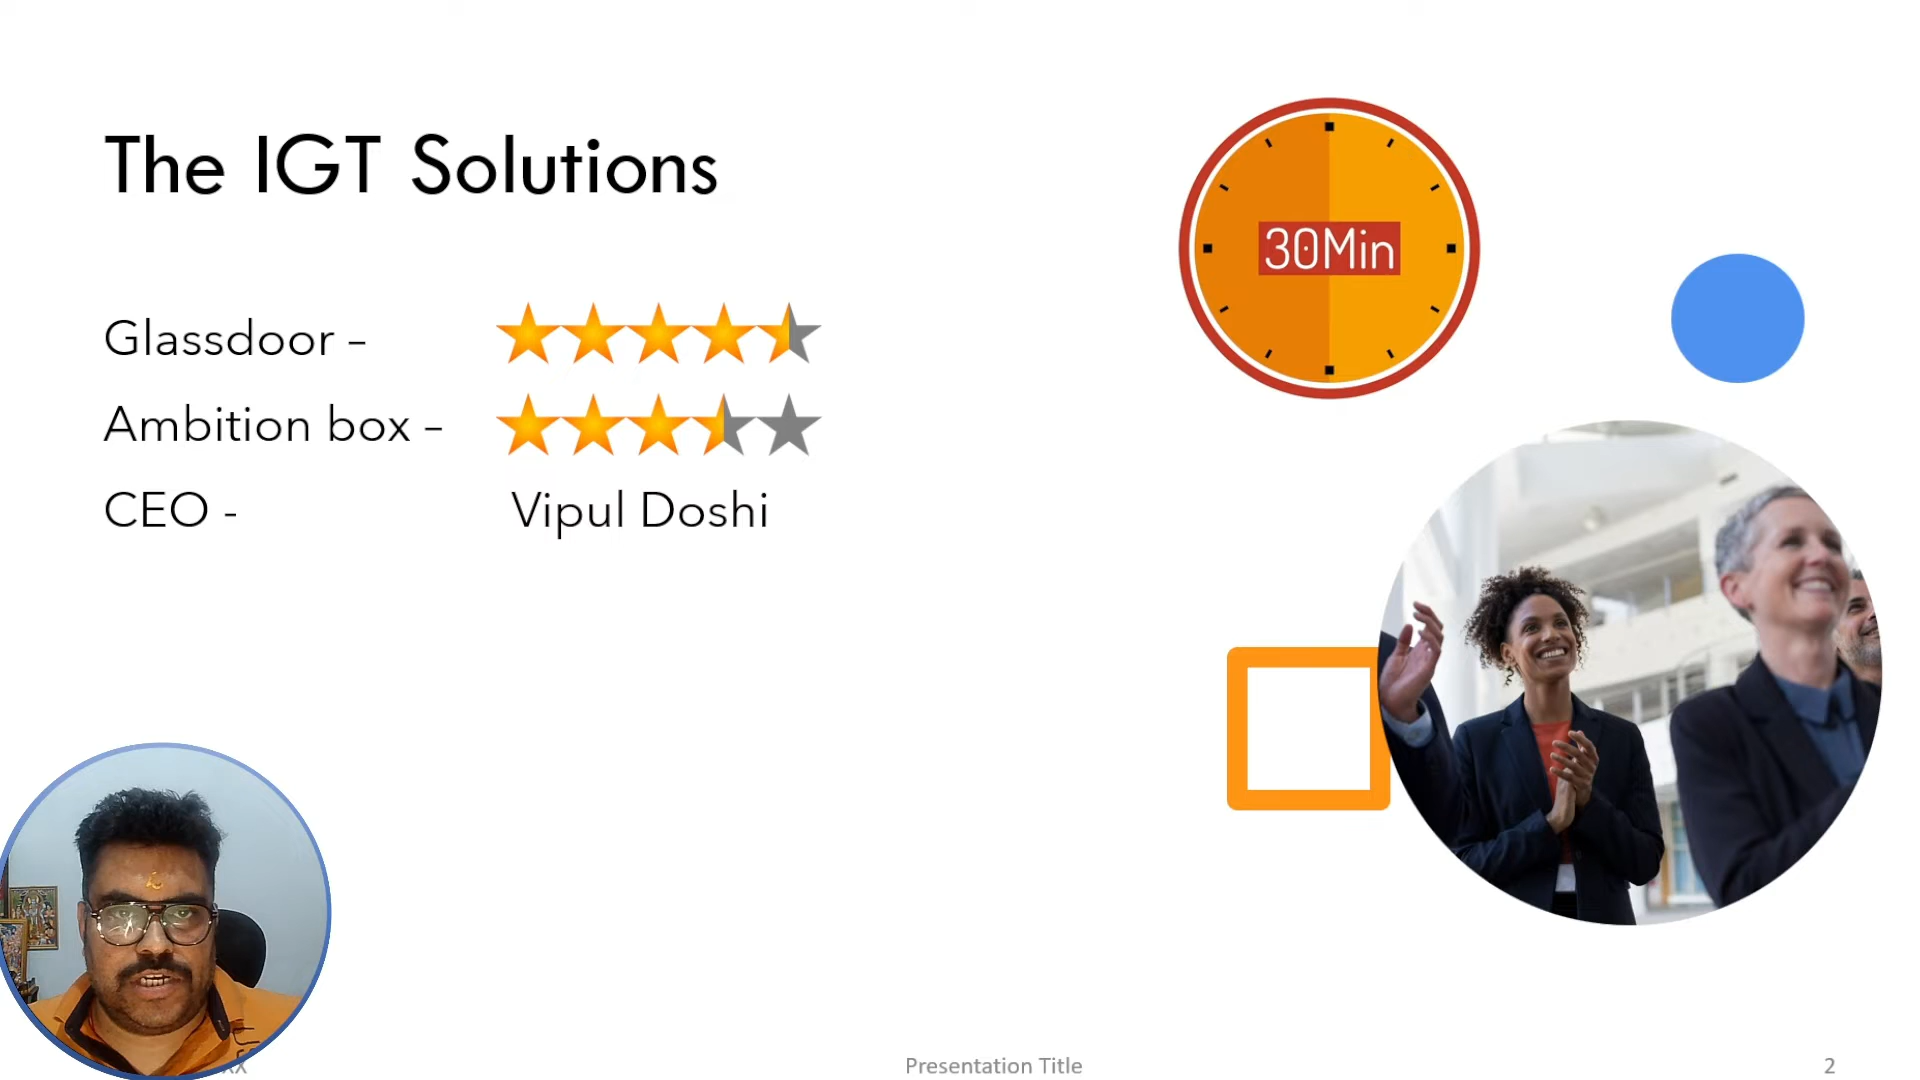 The IGT Solutions
30Min
Glassdoor –
Ambition box –
CEO - Vipul Doshi
Presentation Title
2